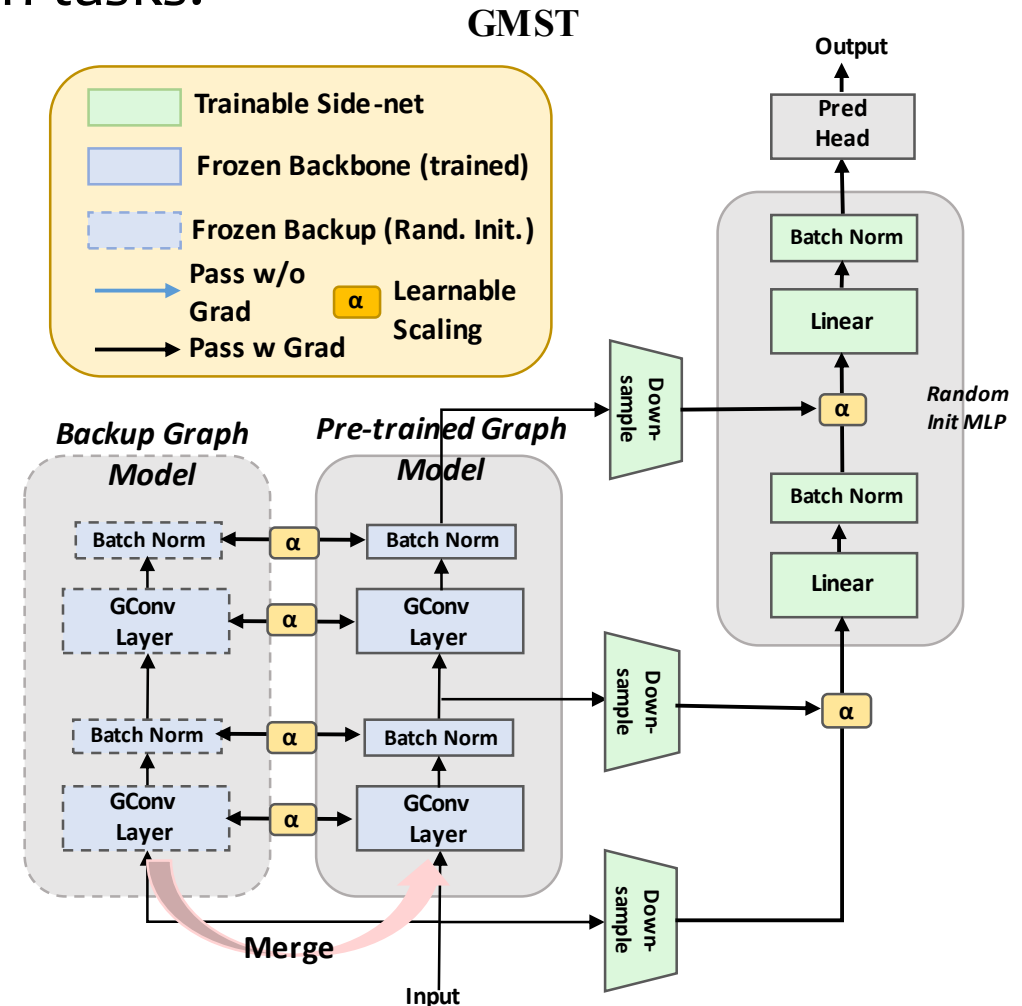 n tasks.
GMST
Trainable Side-net
Frozen Backbone (trained)
Frozen Backup (Rand. Init.)
Pass w/o
Grad
α
Learnable
Scaling
Pass w Grad
Output
Pred
Head
Batch Norm
Linear
α
Random
Init MLP
Batch Norm
Linear
α
Down-
sample
Down-
sample
Down-
sample
Backup Graph
Model
Pre-trained Graph
Model
Batch Norm
α
Batch Norm
GConv
Layer
α
GConv
Layer
Batch Norm
α
Batch Norm
GConv
Layer
α
GConv
Layer
Merge
Input